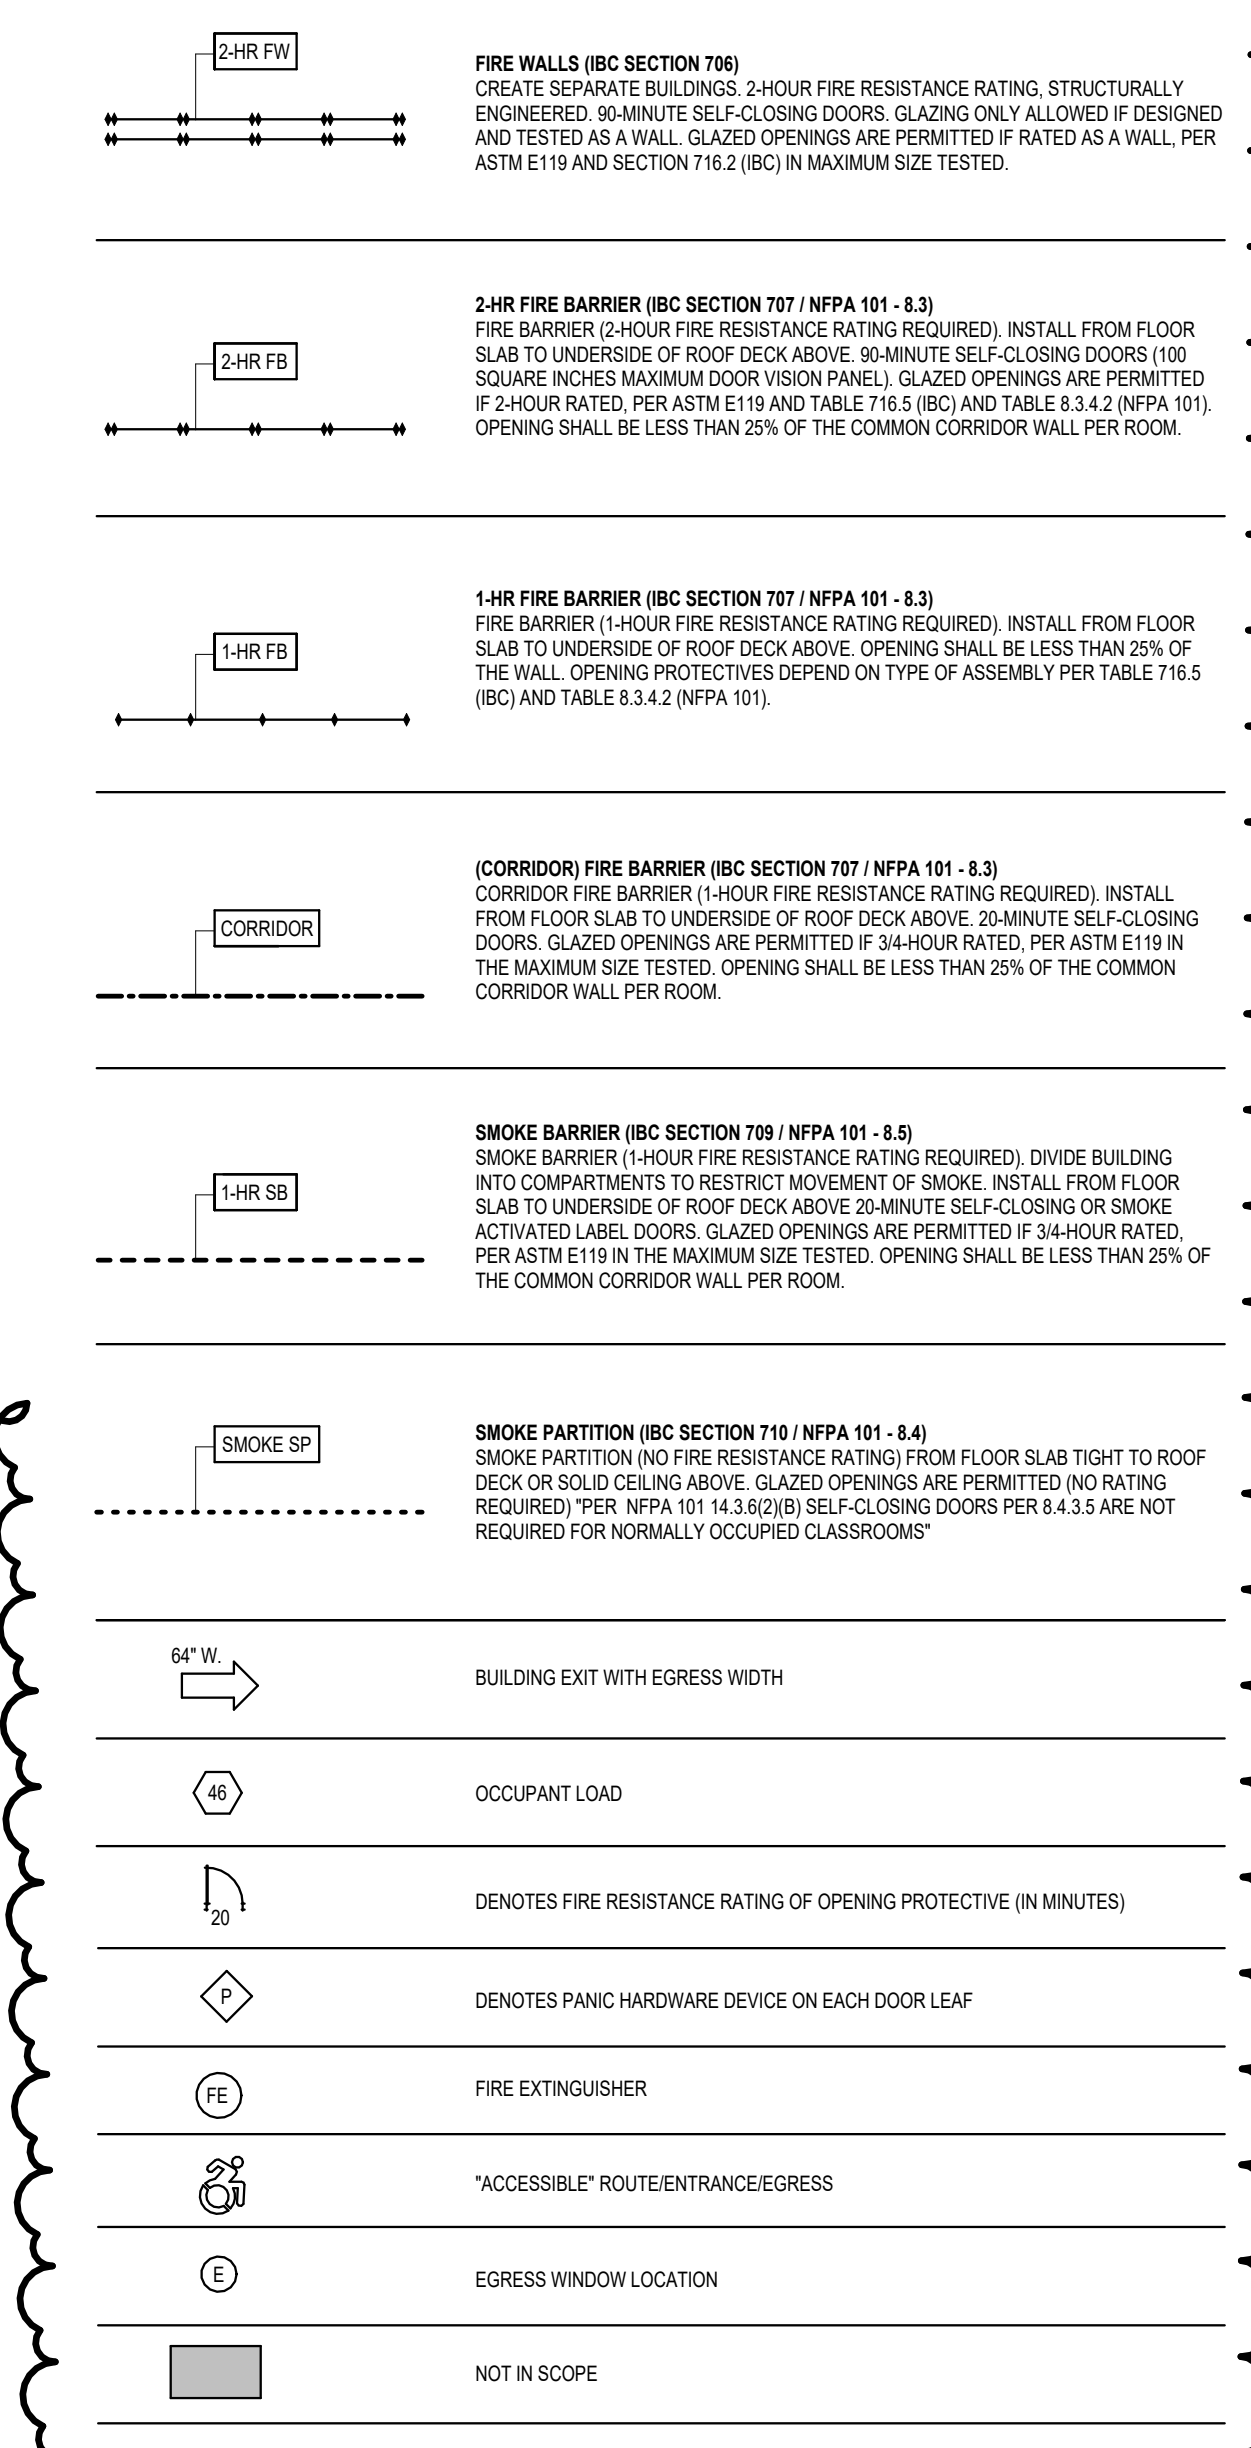 2-HR FW
FIRE WALLS (IBC SECTION 706)
CREATE SEPARATE BUILDINGS. 2-HOUR FIRE RESISTANCE RATING, STRUCTURALLY
ENGINEERED. 90-MINUTE SELF-CLOSING DOORS. GLAZING ONLY ALLOWED IF DESIGNED
AND TESTED AS A WALL. GLAZED OPENINGS ARE PERMITTED IF RATED AS A WALL, PER
ASTM E119 AND SECTION 716.2 (IBC) IN MAXIMUM SIZE TESTED.
2-HR FB
2-HR FIRE BARRIER (IBC SECTION 707 / NFPA 101 - 8.3)
FIRE BARRIER (2-HOUR FIRE RESISTANCE RATING REQUIRED). INSTALL FROM FLOOR
SLAB TO UNDERSIDE OF ROOF DECK ABOVE. 90-MINUTE SELF-CLOSING DOORS (100
SQUARE INCHES MAXIMUM DOOR VISION PANEL). GLAZED OPENINGS ARE PERMITTED
IF 2-HOUR RATED, PER ASTM E119 AND TABLE 716.5 (IBC) AND TABLE 8.3.4.2 (NFPA 101).
OPENING SHALL BE LESS THAN 25% OF THE COMMON CORRIDOR WALL PER ROOM.
1-HR FB
1-HR FIRE BARRIER (IBC SECTION 707 / NFPA 101 - 8.3)
FIRE BARRIER (1-HOUR FIRE RESISTANCE RATING REQUIRED). INSTALL FROM FLOOR
SLAB TO UNDERSIDE OF ROOF DECK ABOVE. OPENING SHALL BE LESS THAN 25% OF
THE WALL. OPENING PROTECTIVES DEPEND ON TYPE OF ASSEMBLY PER TABLE 716.5
(IBC) AND TABLE 8.3.4.2 (NFPA 101).
CORRIDOR
(CORRIDOR) FIRE BARRIER (IBC SECTION 707 / NFPA 101 - 8.3)
CORRIDOR FIRE BARRIER (1-HOUR FIRE RESISTANCE RATING REQUIRED). INSTALL
FROM FLOOR SLAB TO UNDERSIDE OF ROOF DECK ABOVE. 20-MINUTE SELF-CLOSING
DOORS. GLAZED OPENINGS ARE PERMITTED IF 3/4-HOUR RATED, PER ASTM E119 IN
THE MAXIMUM SIZE TESTED. OPENING SHALL BE LESS THAN 25% OF THE COMMON
CORRIDOR WALL PER ROOM.
1-HR SB
SMOKE BARRIER (IBC SECTION 709 / NFPA 101 - 8.5)
SMOKE BARRIER (1-HOUR FIRE RESISTANCE RATING REQUIRED). DIVIDE BUILDING
INTO COMPARTMENTS TO RESTRICT MOVEMENT OF SMOKE. INSTALL FROM FLOOR
SLAB TO UNDERSIDE OF ROOF DECK ABOVE 20-MINUTE SELF-CLOSING OR SMOKE
ACTIVATED LABEL DOORS. GLAZED OPENINGS ARE PERMITTED IF 3/4-HOUR RATED,
PER ASTM E119 IN THE MAXIMUM SIZE TESTED. OPENING SHALL BE LESS THAN 25% OF
THE COMMON CORRIDOR WALL PER ROOM.
SMOKE SP
SMOKE PARTITION (IBC SECTION 710 / NFPA 101 - 8.4)
SMOKE PARTITION (NO FIRE RESISTANCE RATING) FROM FLOOR SLAB TIGHT TO ROOF
DECK OR SOLID CEILING ABOVE. GLAZED OPENINGS ARE PERMITTED (NO RATING
REQUIRED) "PER NFPA 101 14.3.6(2)(B) SELF-CLOSING DOORS PER 8.4.3.5 ARE NOT
REQUIRED FOR NORMALLY OCCUPIED CLASSROOMS"
64" W.
BUILDING EXIT WITH EGRESS WIDTH
46
OCCUPANT LOAD
20
DENOTES FIRE RESISTANCE RATING OF OPENING PROTECTIVE (IN MINUTES)
P
DENOTES PANIC HARDWARE DEVICE ON EACH DOOR LEAF
FE
FIRE EXTINGUISHER
"ACCESSIBLE" ROUTE/ENTRANCE/EGRESS
E
EGRESS WINDOW LOCATION
NOT IN SCOPE